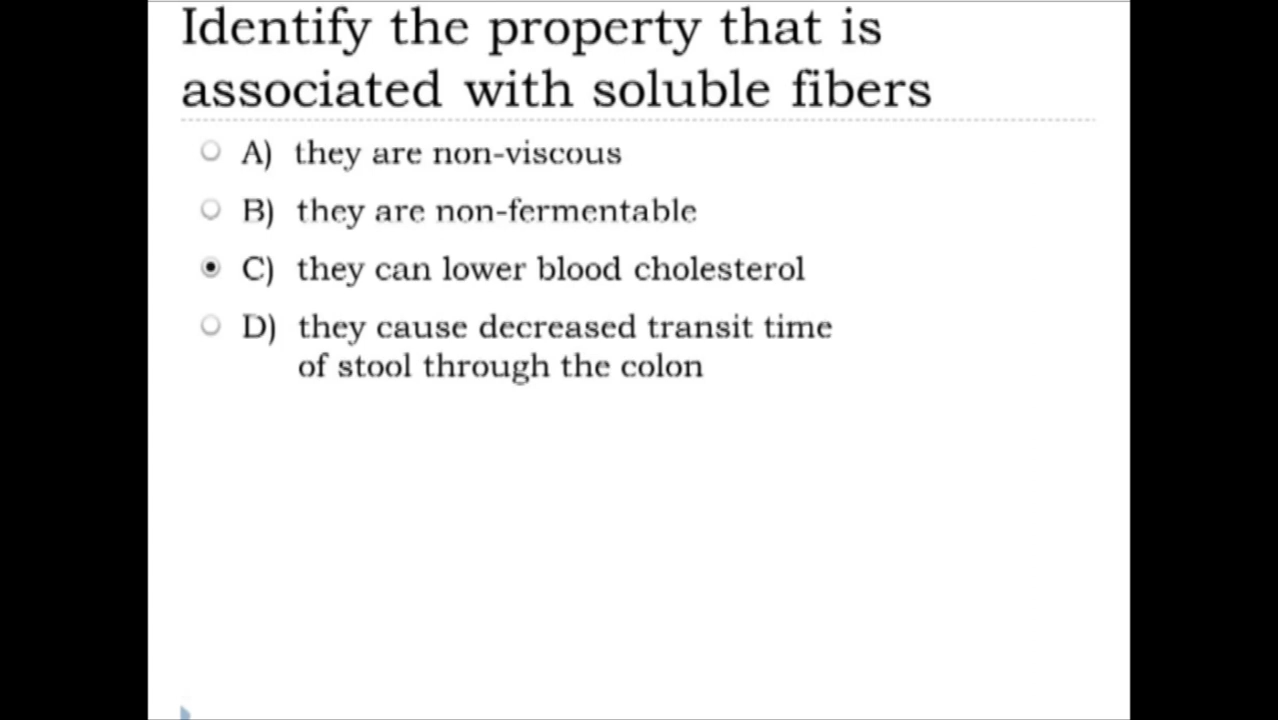 Identify the property that is
associated with soluble fibers
A) they are non-viscous
B) they are non-fermentable
C) they can lower blood cholesterol
D) they cause decreased transit time
of stool through the colon